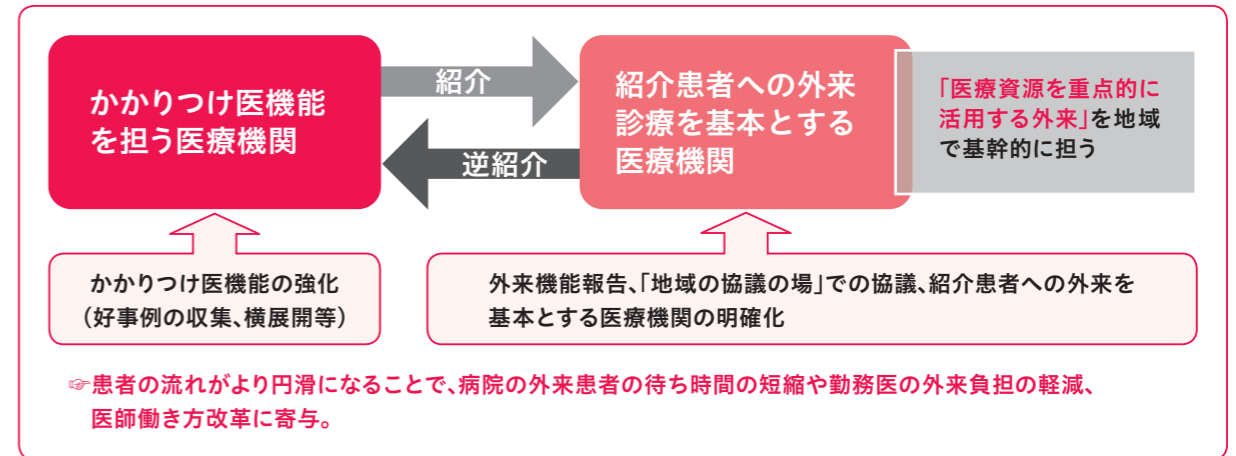 かかりつけ医機能
を担う医療機関
紹介
逆紹介
紹介患者への外来
診療を基本とする
医療機関
「医療資源を重点的に
活用する外来」を地域
で基幹的に担う
かかりつけ医機能の強化
（好事例の収集、横展開等）
外来機能報告、「地域の協議の場」での協議、紹介患者への外来を
基本とする医療機関の明確化
☞患者の流れがより円滑になることで、病院の外来患者の待ち時間の短縮や勤務医の外来負担の軽減、
医師働き方改革に寄与。